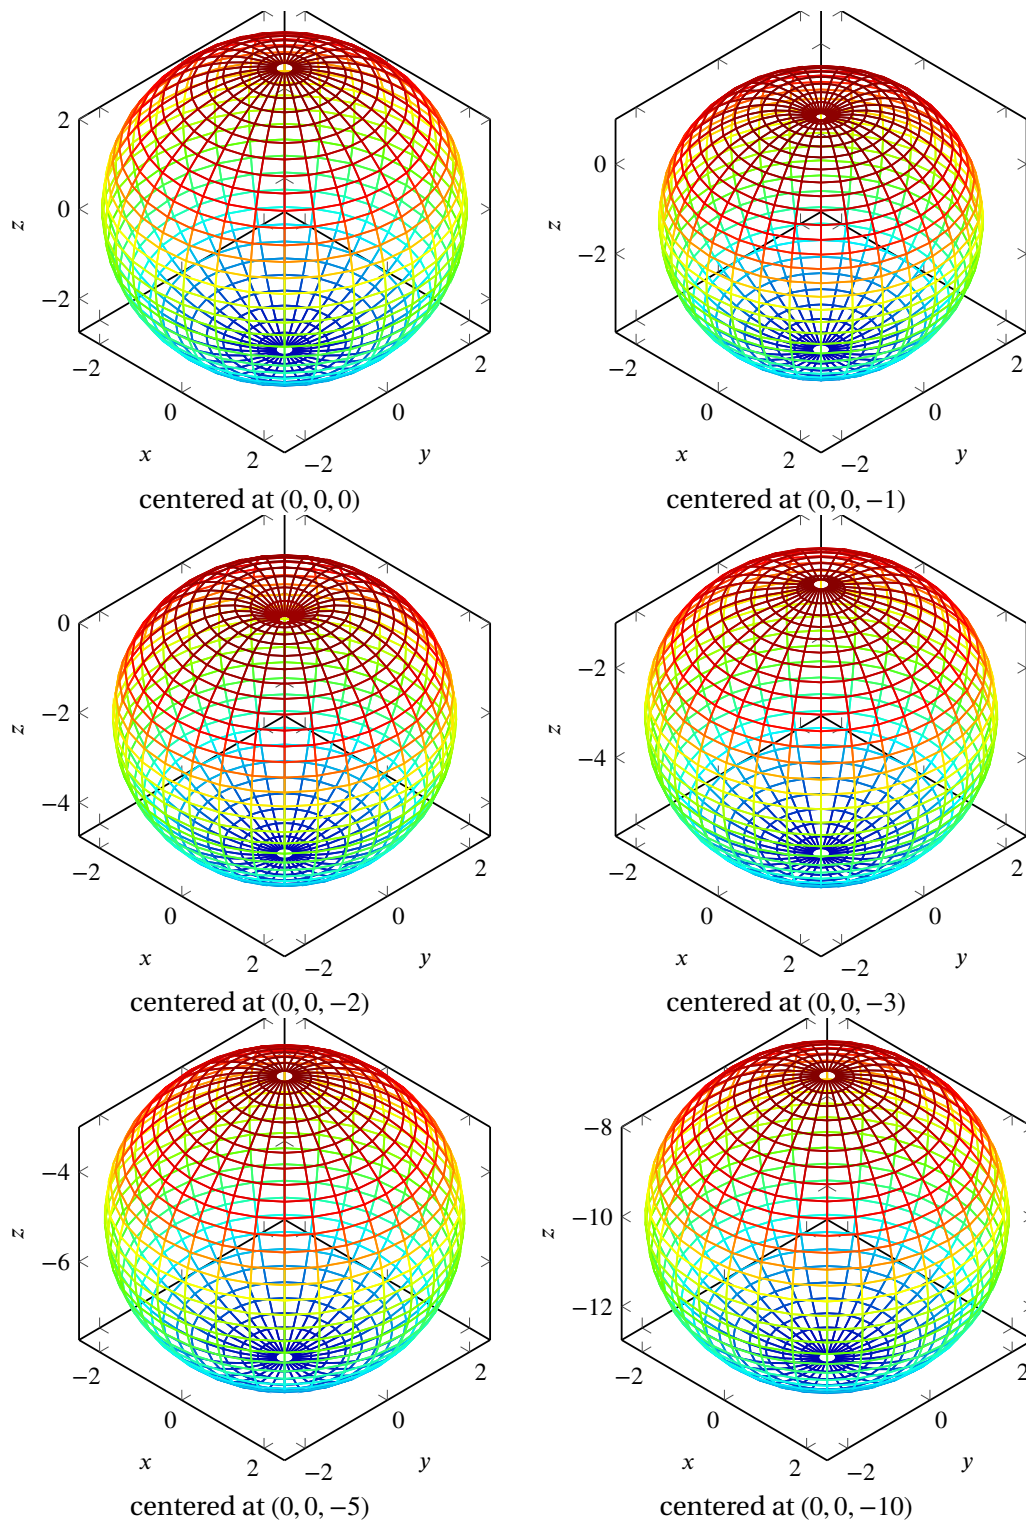 2
0
−2
z
−2
0
2
x
−2
0
2
y
centered at (0, 0, 0)
0
−2
z
−2
0
2
x
−2
0
2
y
centered at (0, 0, −1)
0
−2
−4
z
−2
0
2
x
−2
0
2
y
centered at (0, 0, −2)
−2
−4
z
−2
0
2
x
−2
0
2
y
centered at (0, 0, −3)
−4
−6
z
−2
0
2
x
−2
0
2
y
centered at (0, 0, −5)
−8
−10
−12
z
−2
0
2
x
−2
0
2
y
centered at (0, 0, −10)